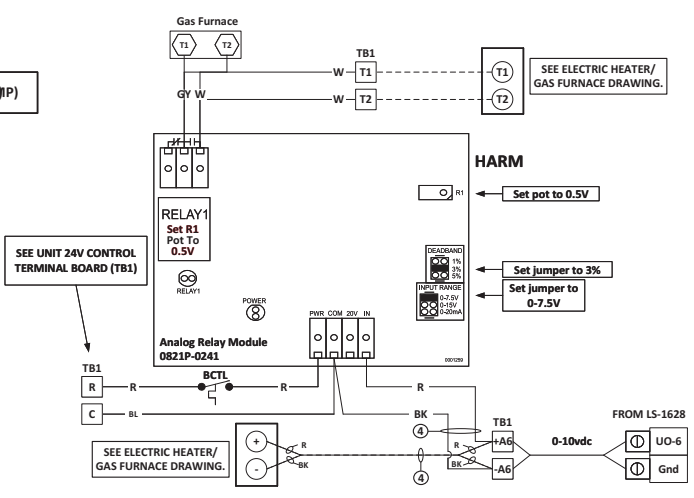 Gas Furnace
T1
T2
TB1
W
T1
T1
SEE ELECTRIC HEATER/
GAS FURNACE DRAWING.
GY W
W
T2
T2
HARM
R1
Set pot to 0.5V
RELAY1
Set R1
Pot To
0.5V
SEE UNIT 24V CONTROL
TERMINAL BOARD (TB1)
DEADBAND
1%
3%
5%
Set jumper to 3%
RELAY1
INPUT RANGE
0-7.5V
0-15V
0-20mA
Set jumper to
0-7.5V
POWER
PWR COM 20V IN
Analog Relay Module
0821P-0241
0001259
TB1
BCTL
R
R
R
R
C
BL
BK
TB1
FROM LS-1628
4
SEE ELECTRIC HEATER/
GAS FURNACE DRAWING.
+
R
R
+A6
0-10vdc
UO-6
-
BK
BK
-A6
Gnd
4